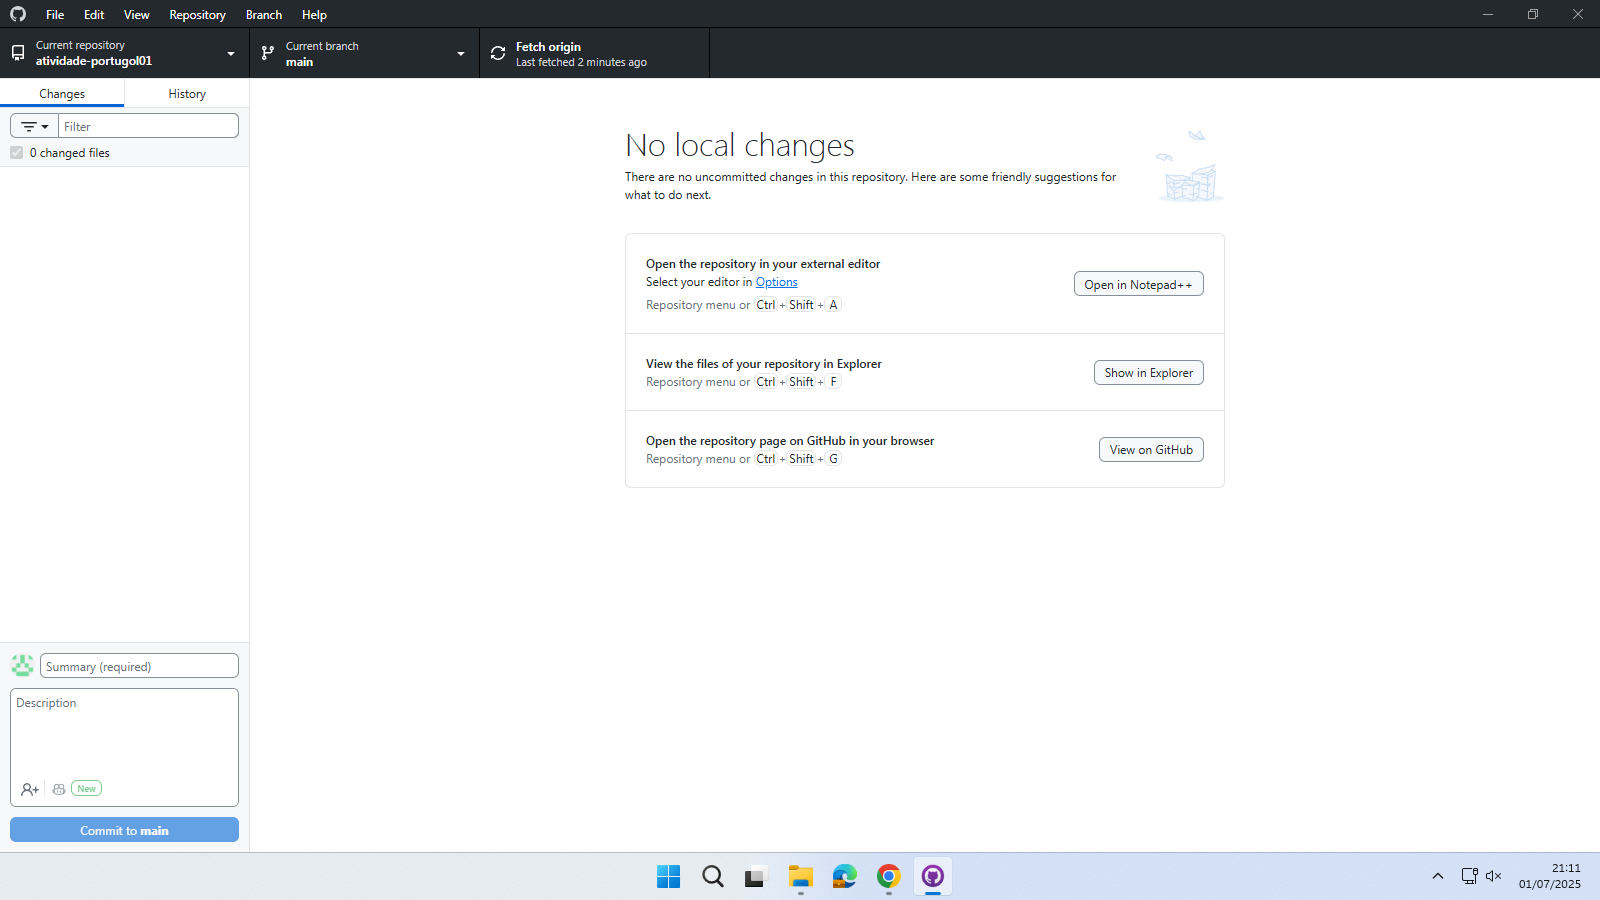 File Edit View Repository Branch Help
Current repository
atividade-portugol01
Current branch
main
Fetch origin
Last fetched 2 minutes ago
Changes
History
Filter
0 changed files
No local changes
There are no uncommitted changes in this repository. Here are some friendly suggestions for
what to do next.
Open the repository in your external editor
Select your editor in Options
Repository menu or Ctrl + Shift + A
Open in Notepad++
View the files of your repository in Explorer
Repository menu or Ctrl + Shift + F
Show in Explorer
Open the repository page on GitHub in your browser
Repository menu or Ctrl + Shift + G
View on GitHub
Summary (required)
Description
New
Commit to main
21:11
01/07/2025